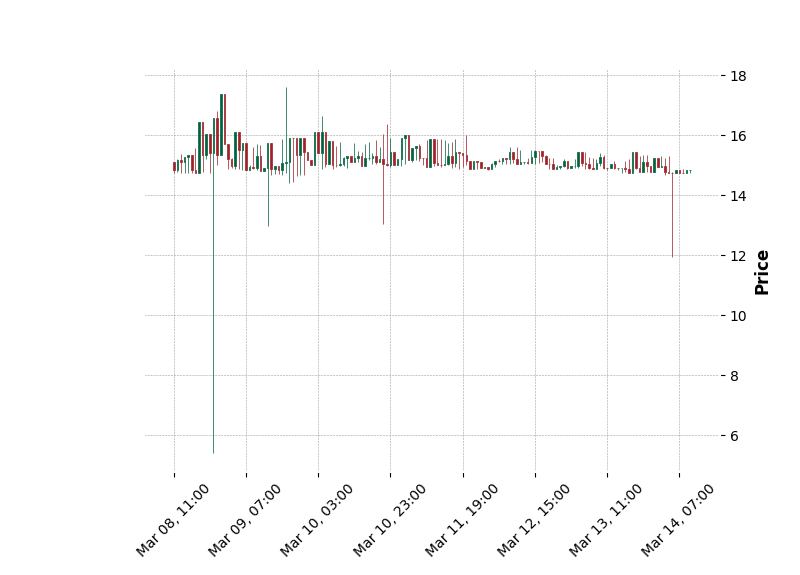 18
16
14
12
10
8
6
Price
Mar 08, 11:00
Mar 09, 07:00
Mar 10, 03:00
Mar 10, 23:00
Mar 11, 19:00
Mar 12, 15:00
Mar 13, 11:00
Mar 14, 07:00